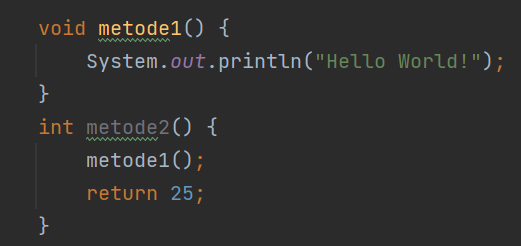 void metode1() {
    System.out.println("Hello World!");
}
int metode2() {
    metode1();
    return 25;
}